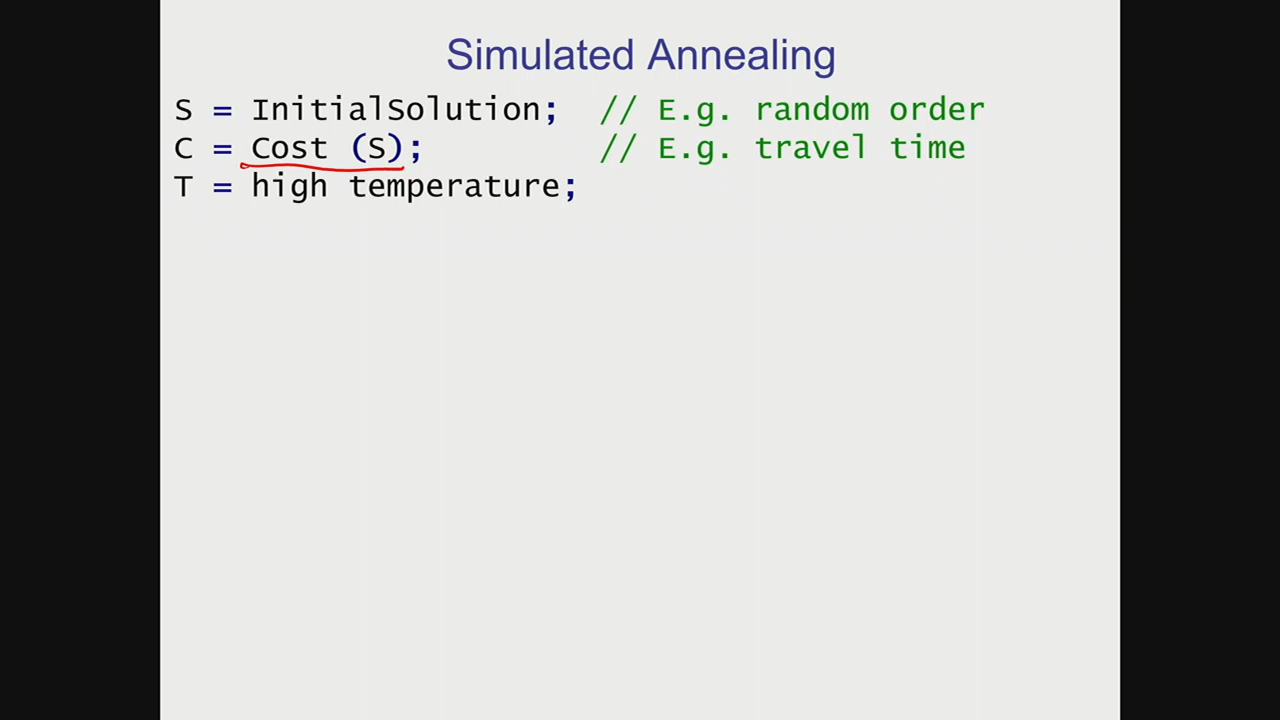 Simulated Annealing
S = InitialSolution; // E.g. random order
C = Cost (S); // E.g. travel time
T = high temperature;